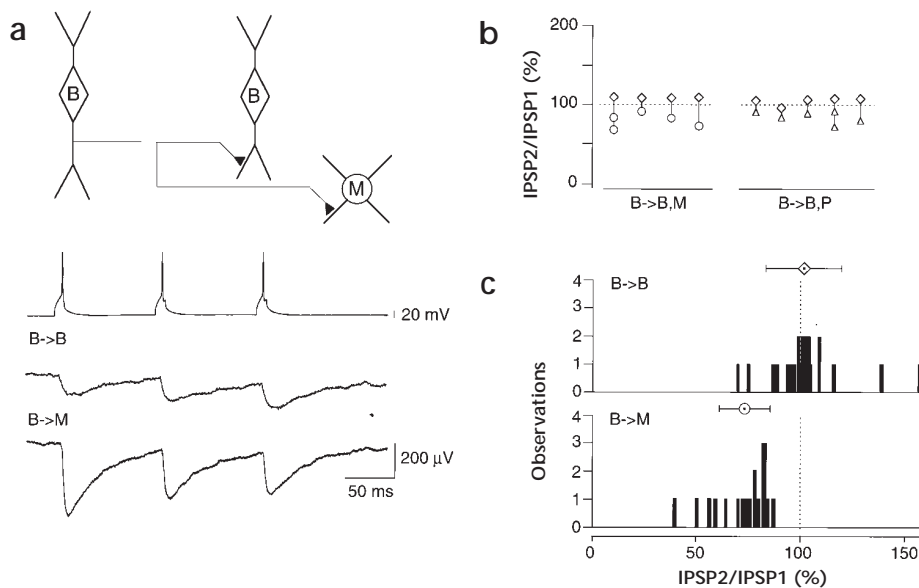 a
B
B
M
20 mV
B->B
B->M
200 µV
50 ms
b
IPSP2/IPSP1 (%)
200
100
0
B->B,M
B->B,P
c
B->B
4
3
2
1
0
B->M
4
3
2
1
0
Observations
0
50
100
150
IPSP2/IPSP1 (%)